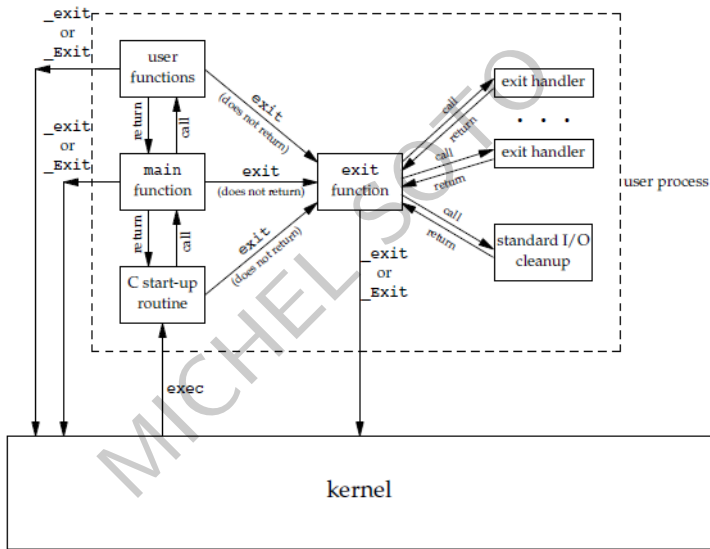 _exit
or
_Exit
user
functions
exit
(does not return)
return
call
_exit
or
_Exit
main
function
exit
(does not return)
exit
function
return
call
exit
(does not return)
C start-up
routine
call
return
exit handler
. . .
call
return
exit handler
call
return
standard I/O
cleanup
user process
_exit
or
_Exit
exec
kernel
MICHEL SOTO